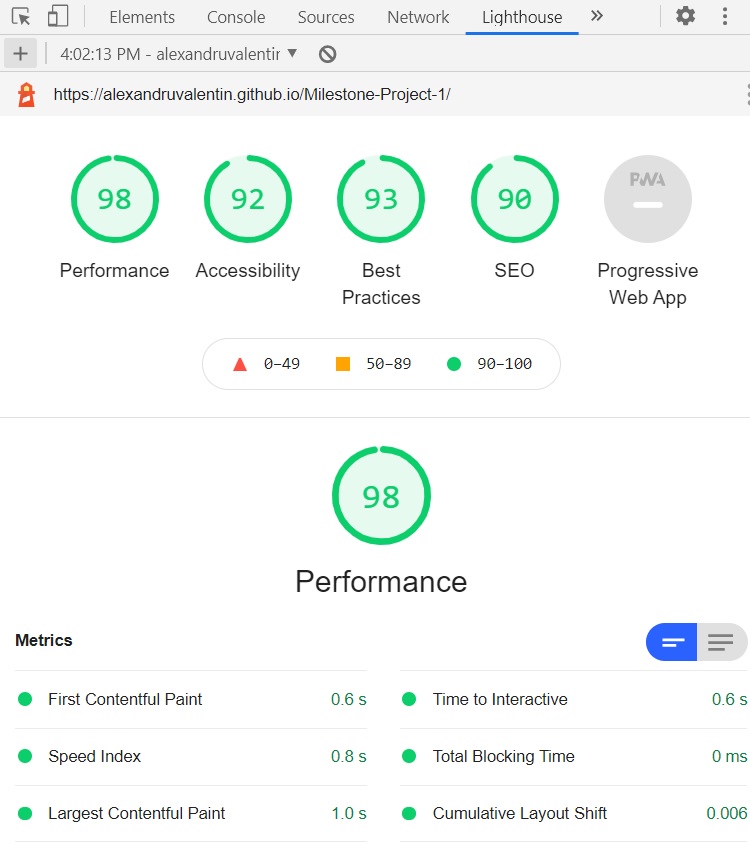 Elements Console Sources Network Lighthouse »
+ 4:02:13 PM - alexandruvalentir ▼
https://alexandruvalentin.github.io/Milestone-Project-1/
98 92 93 90 PWA
Performance Accessibility Best Practices SEO Progressive Web App
0–49 50–89 90–100
98
Performance
Metrics
First Contentful Paint 0.6 s Time to Interactive 0.6 s
Speed Index 0.8 s Total Blocking Time 0 ms
Largest Contentful Paint 1.0 s Cumulative Layout Shift 0.006